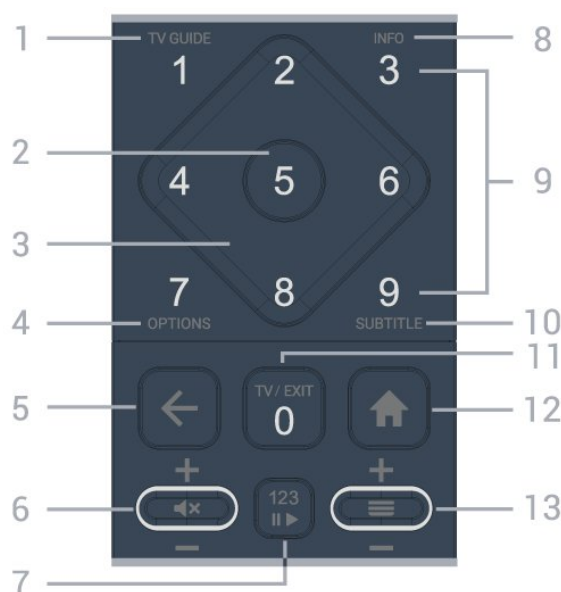 1 TV GUIDE INFO 8
1 2 3
2 9
4 5 6
3
7 8 9
4 OPTIONS SUBTITLE 10
11
TV / EXIT
5 0 12
+ +
123
6 13
− −
7